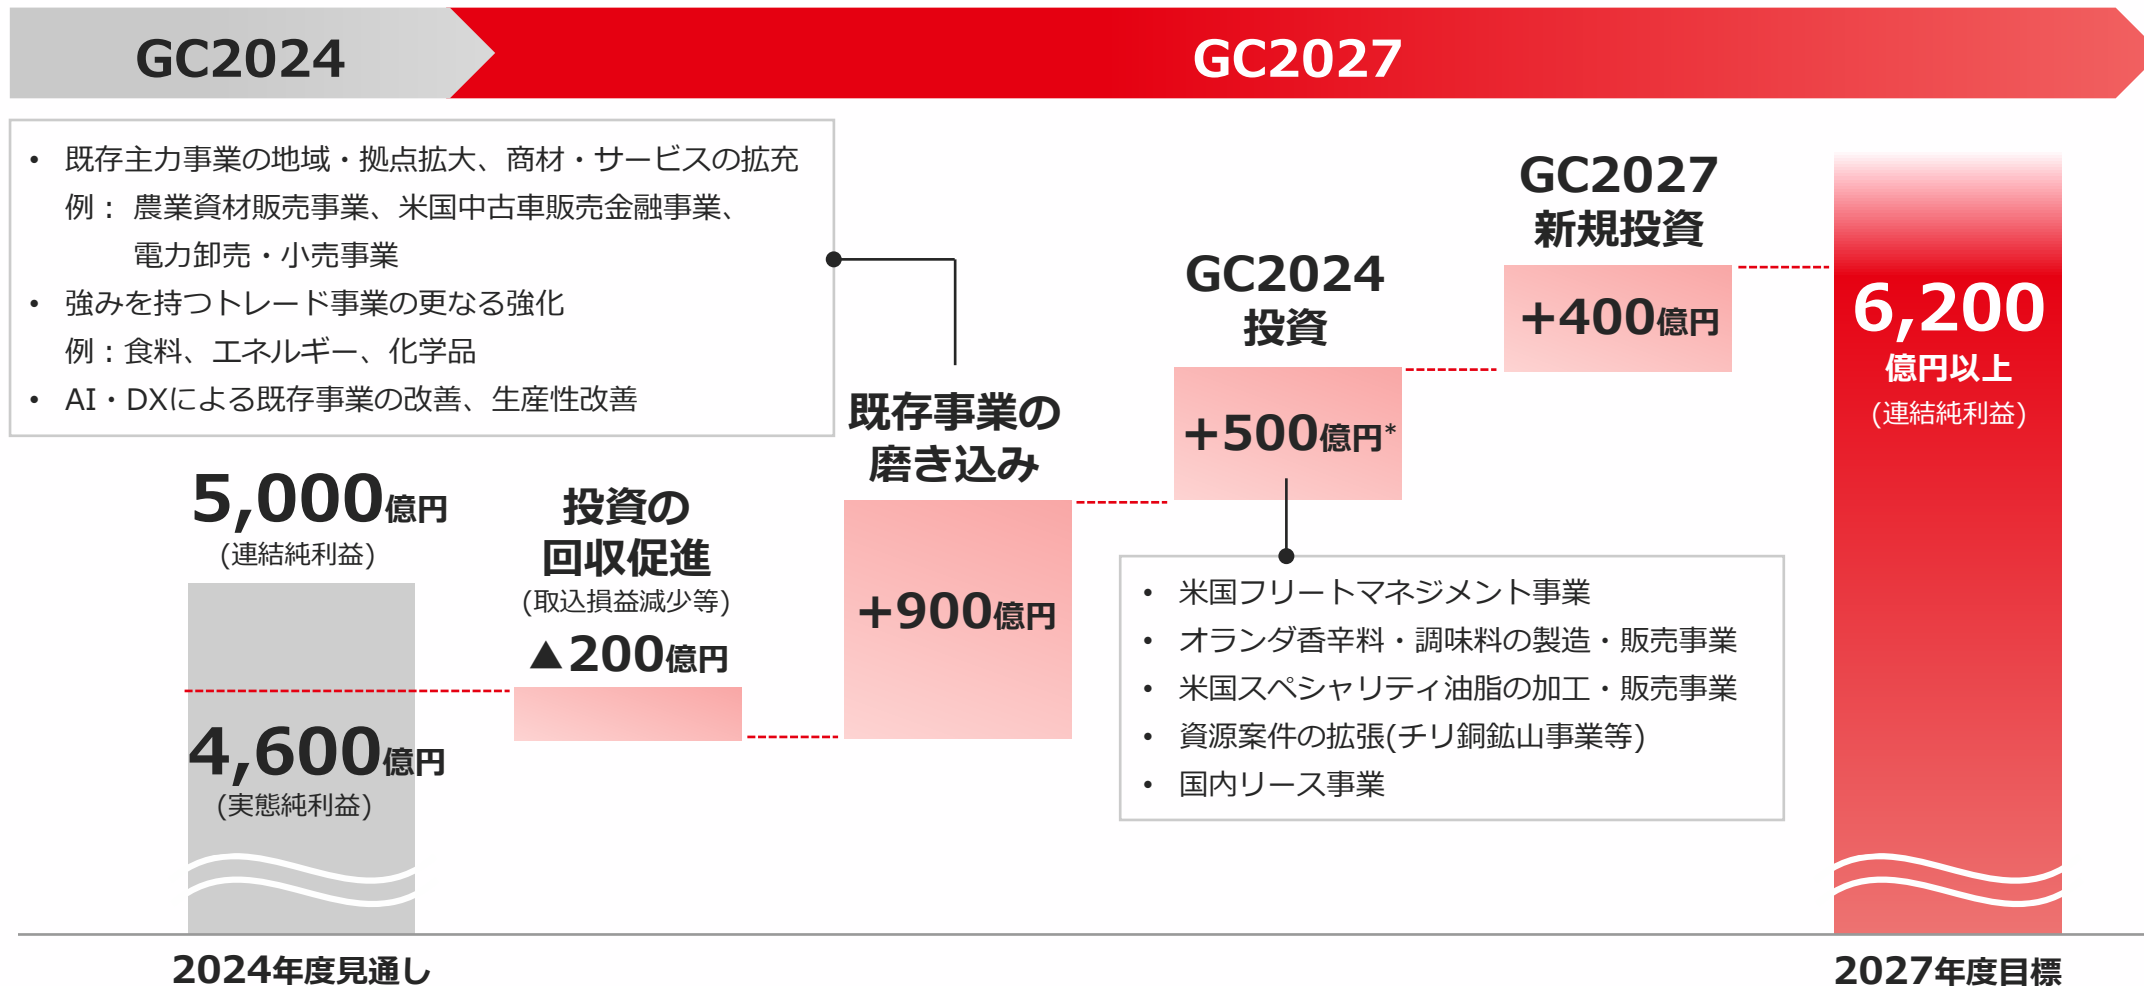 GC2024
GC2027
• 既存主力事業の地域・拠点拡大、商材・サービスの拡充
例： 農業資材販売事業、米国中古車販売金融事業、
電力卸売・小売事業
• 強みを持つトレード事業の更なる強化
例：食料、エネルギー、化学品
• AI・DXによる既存事業の改善、生産性改善
5,000億円
(連結純利益)
4,600億円
(実態純利益)
投資の
回収促進
(取込損益減少等)
▲200億円
既存事業の
磨き込み
+900億円
GC2024
投資
+500億円*
• 米国フリートマネジメント事業
• オランダ香辛料・調味料の製造・販売事業
• 米国スペシャリティ油脂の加工・販売事業
• 資源案件の拡張(チリ銅鉱山事業等)
• 国内リース事業
GC2027
新規投資
+400億円
6,200
億円以上
(連結純利益)
2024年度見通し
2027年度目標